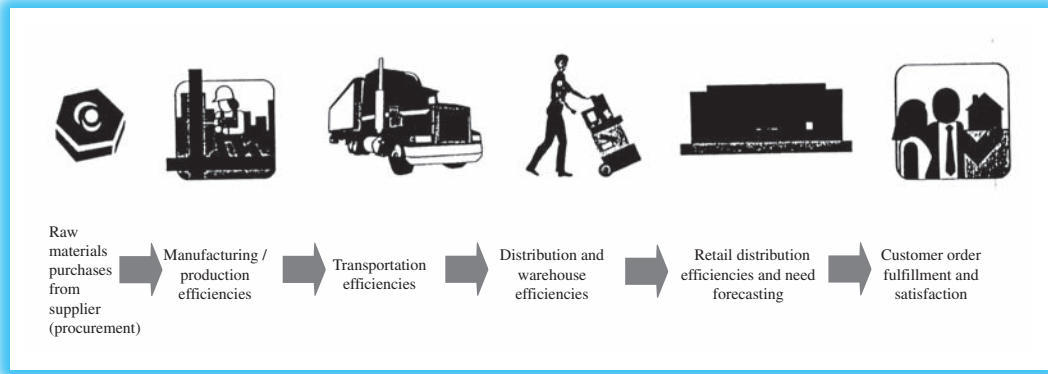 Raw
materials
purchases
from
supplier
(procurement)
Manufacturing /
production
efficiencies
Transportation
efficiencies
Distribution and
warehouse
efficiencies
Retail distribution
efficiencies and need
forecasting
Customer order
fulfillment and
satisfaction